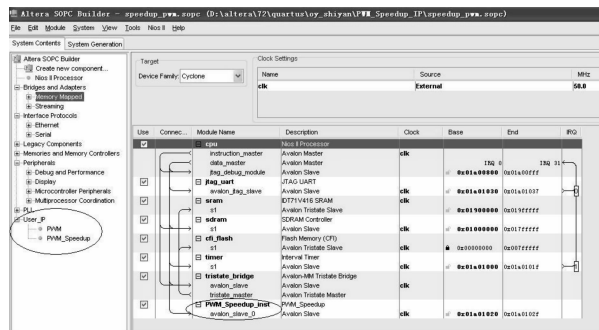 Altera SOPC Builder - speedup_pwm.sopc (D:\altera\72\quartus\oy_shiyan\PWM_Speedup_IP\speedup_pwm.sopc)
File Edit Module System View Tools Nios II Help
System Contents System Generation
Altera SOPC Builder
Create new component...
Nios II Processor
Bridges and Adapters
Memory Mapped
Streaming
Interface Protocols
Ethernet
Serial
Legacy Components
Memories and Memory Controllers
Peripherals
Debug and Performance
Display
Microcontroller Peripherals
Multiprocessor Coordination
PLL
User_IP
PWM
PWM_Speedup
Target
Device Family: Cyclone
Clock Settings
Name Source MHz
clk External 50.0
Use Connec... Module Name Description Clock Base End IRQ
cpu Nios II Processor
instruction_master Avalon Master clk
data_master Avalon Master IRQ 0 IRQ 31
jtag_debug_module Avalon Slave 0x01a00800 0x01a00fff
jtag_uart JTAG UART
avalon_jtag_slave Avalon Slave clk 0x01a01030 0x01a01037
sram IDT71V416 SRAM
s1 Avalon Tristate Slave 0x01900000 0x019fffff
sdram SDRAM Controller
s1 Avalon Slave clk 0x01000000 0x017fffff
cfi_flash Flash Memory (CFI)
s1 Avalon Tristate Slave 0x00000000 0x007fffff
timer Interval Timer
s1 Avalon Slave clk 0x01a01000 0x01a0101f
tristate_bridge Avalon-MM Tristate Bridge
avalon_slave Avalon Slave clk
tristate_master Avalon Tristate Master
PWM_Speedup_inst PWM_Speedup
avalon_slave_0 Avalon Slave clk 0x01a01020 0x01a0102f